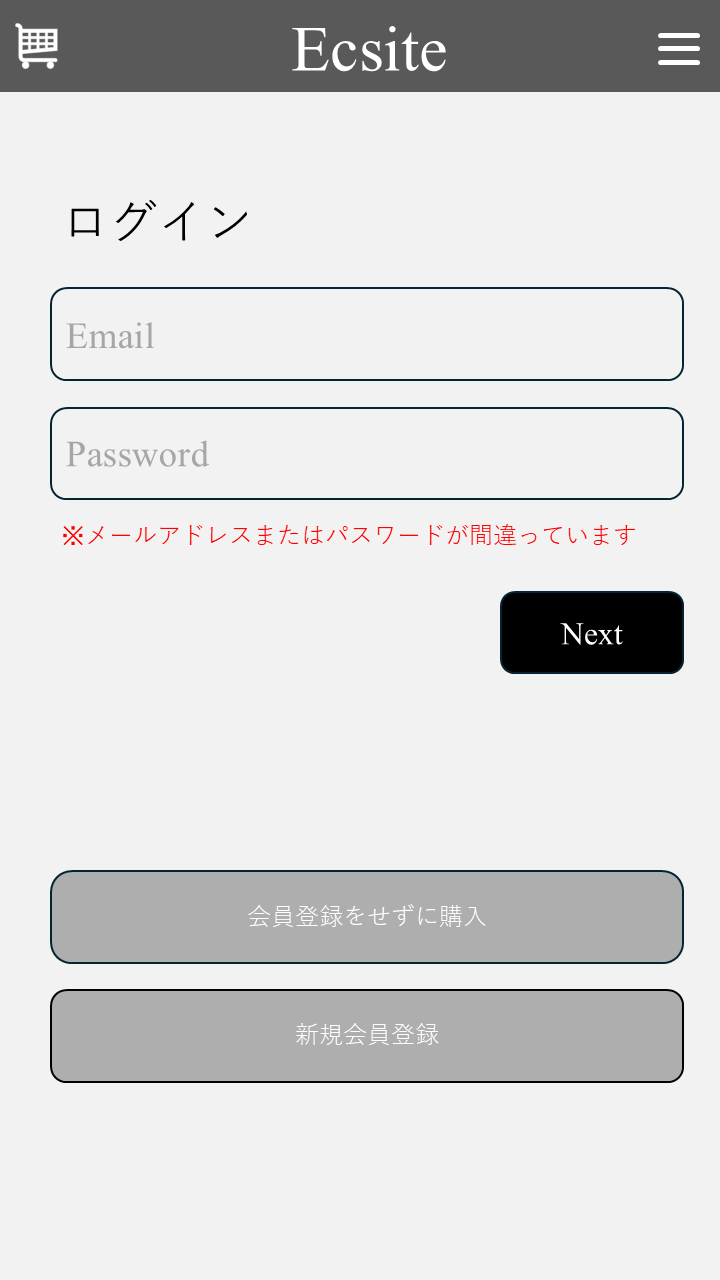 Ecsite
ログイン
Email
Password
※メールアドレスまたはパスワードが間違っています
Next
会員登録をせずに購入
新規会員登録